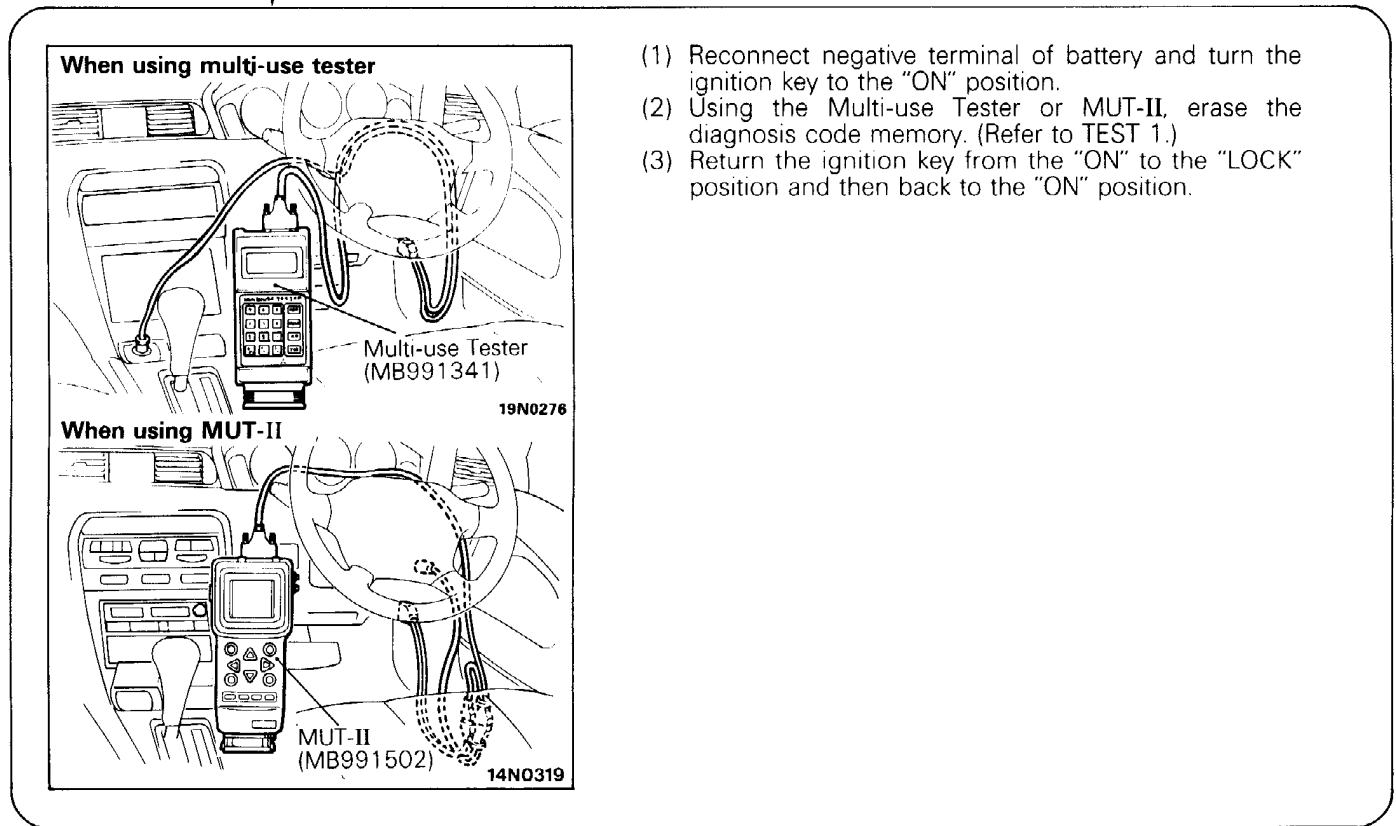 When using multi-use tester
Multi-use Tester
(MB991341)
19N0276
When using MUT-II
MUT-II
(MB991502)
14N0319
(1) Reconnect negative terminal of battery and turn the
ignition key to the "ON" position.
(2) Using the Multi-use Tester or MUT-II, erase the
diagnosis code memory. (Refer to TEST 1.)
(3) Return the ignition key from the "ON" to the "LOCK"
position and then back to the "ON" position.